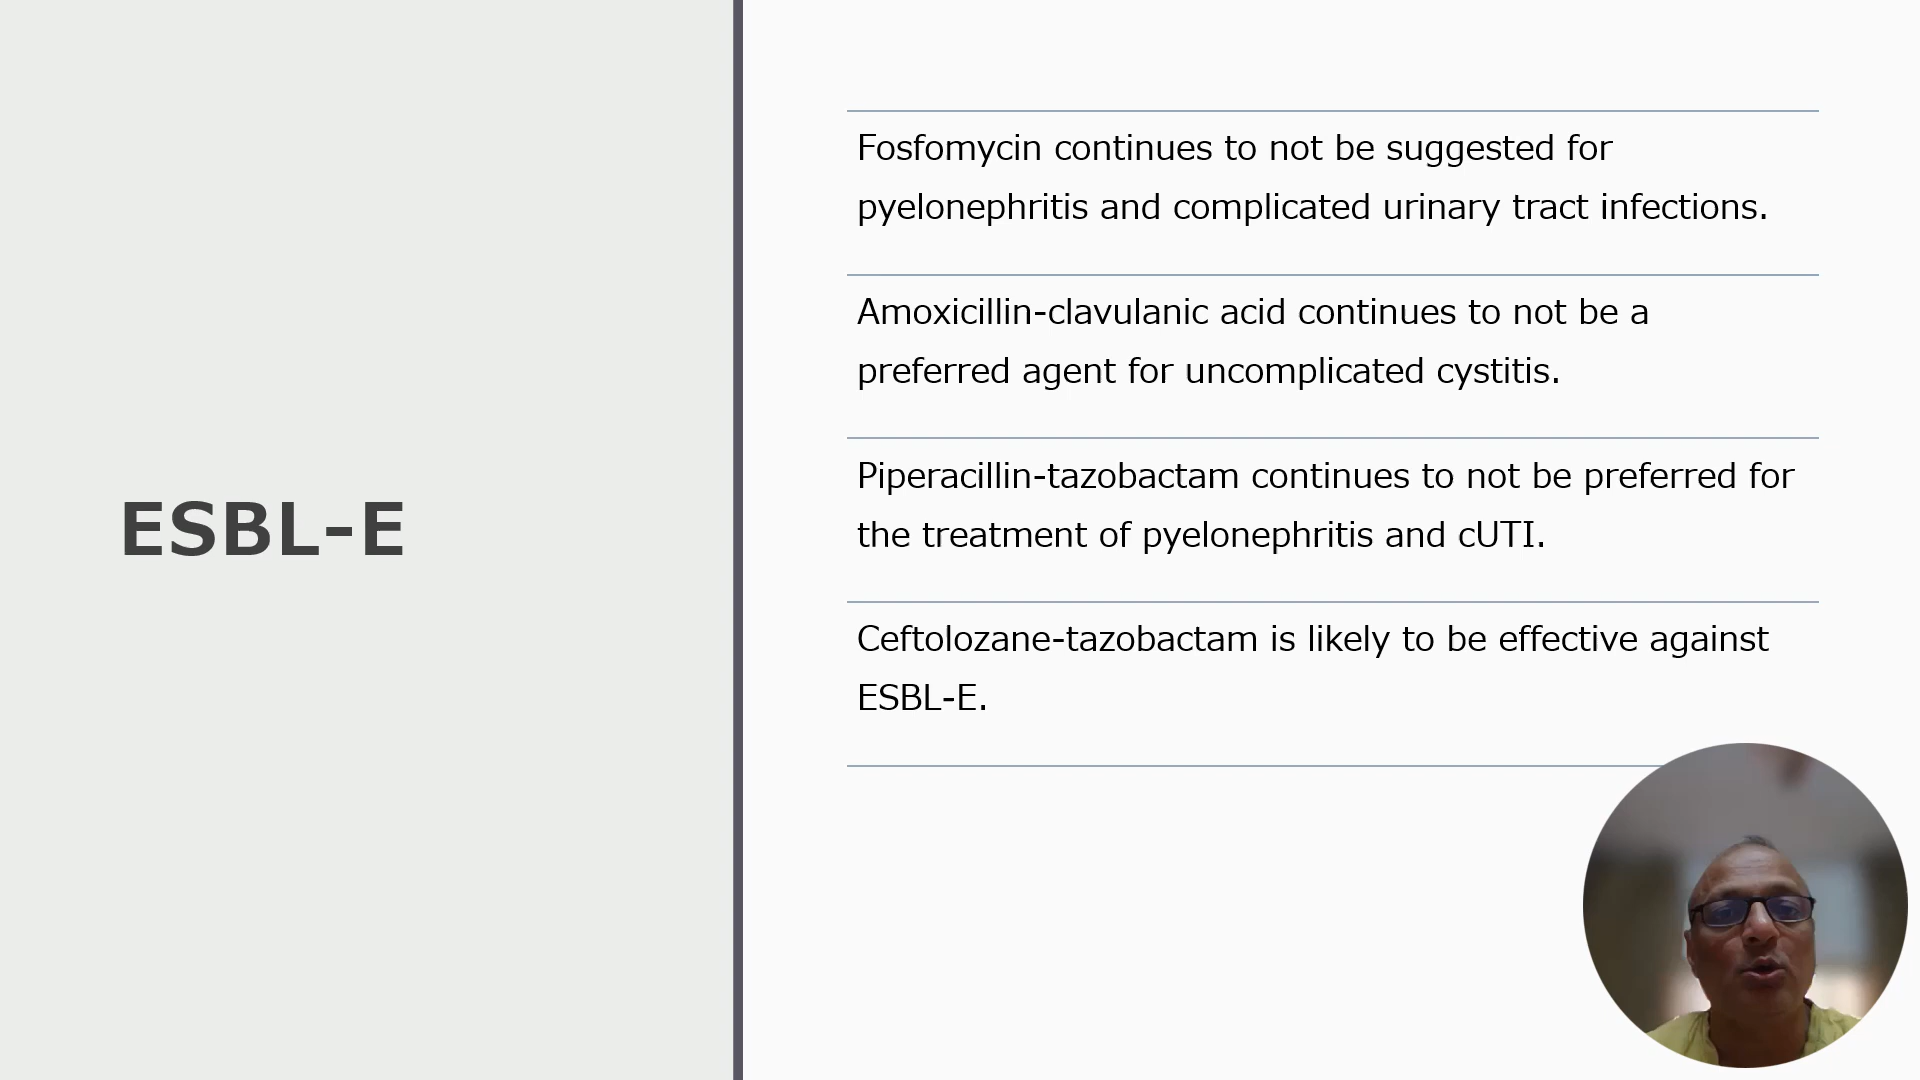 ESBL-E
Fosfomycin continues to not be suggested for
pyelonephritis and complicated urinary tract infections.
Amoxicillin-clavulanic acid continues to not be a
preferred agent for uncomplicated cystitis.
Piperacillin-tazobactam continues to not be preferred for
the treatment of pyelonephritis and cUTI.
Ceftolozane-tazobactam is likely to be effective against
ESBL-E.